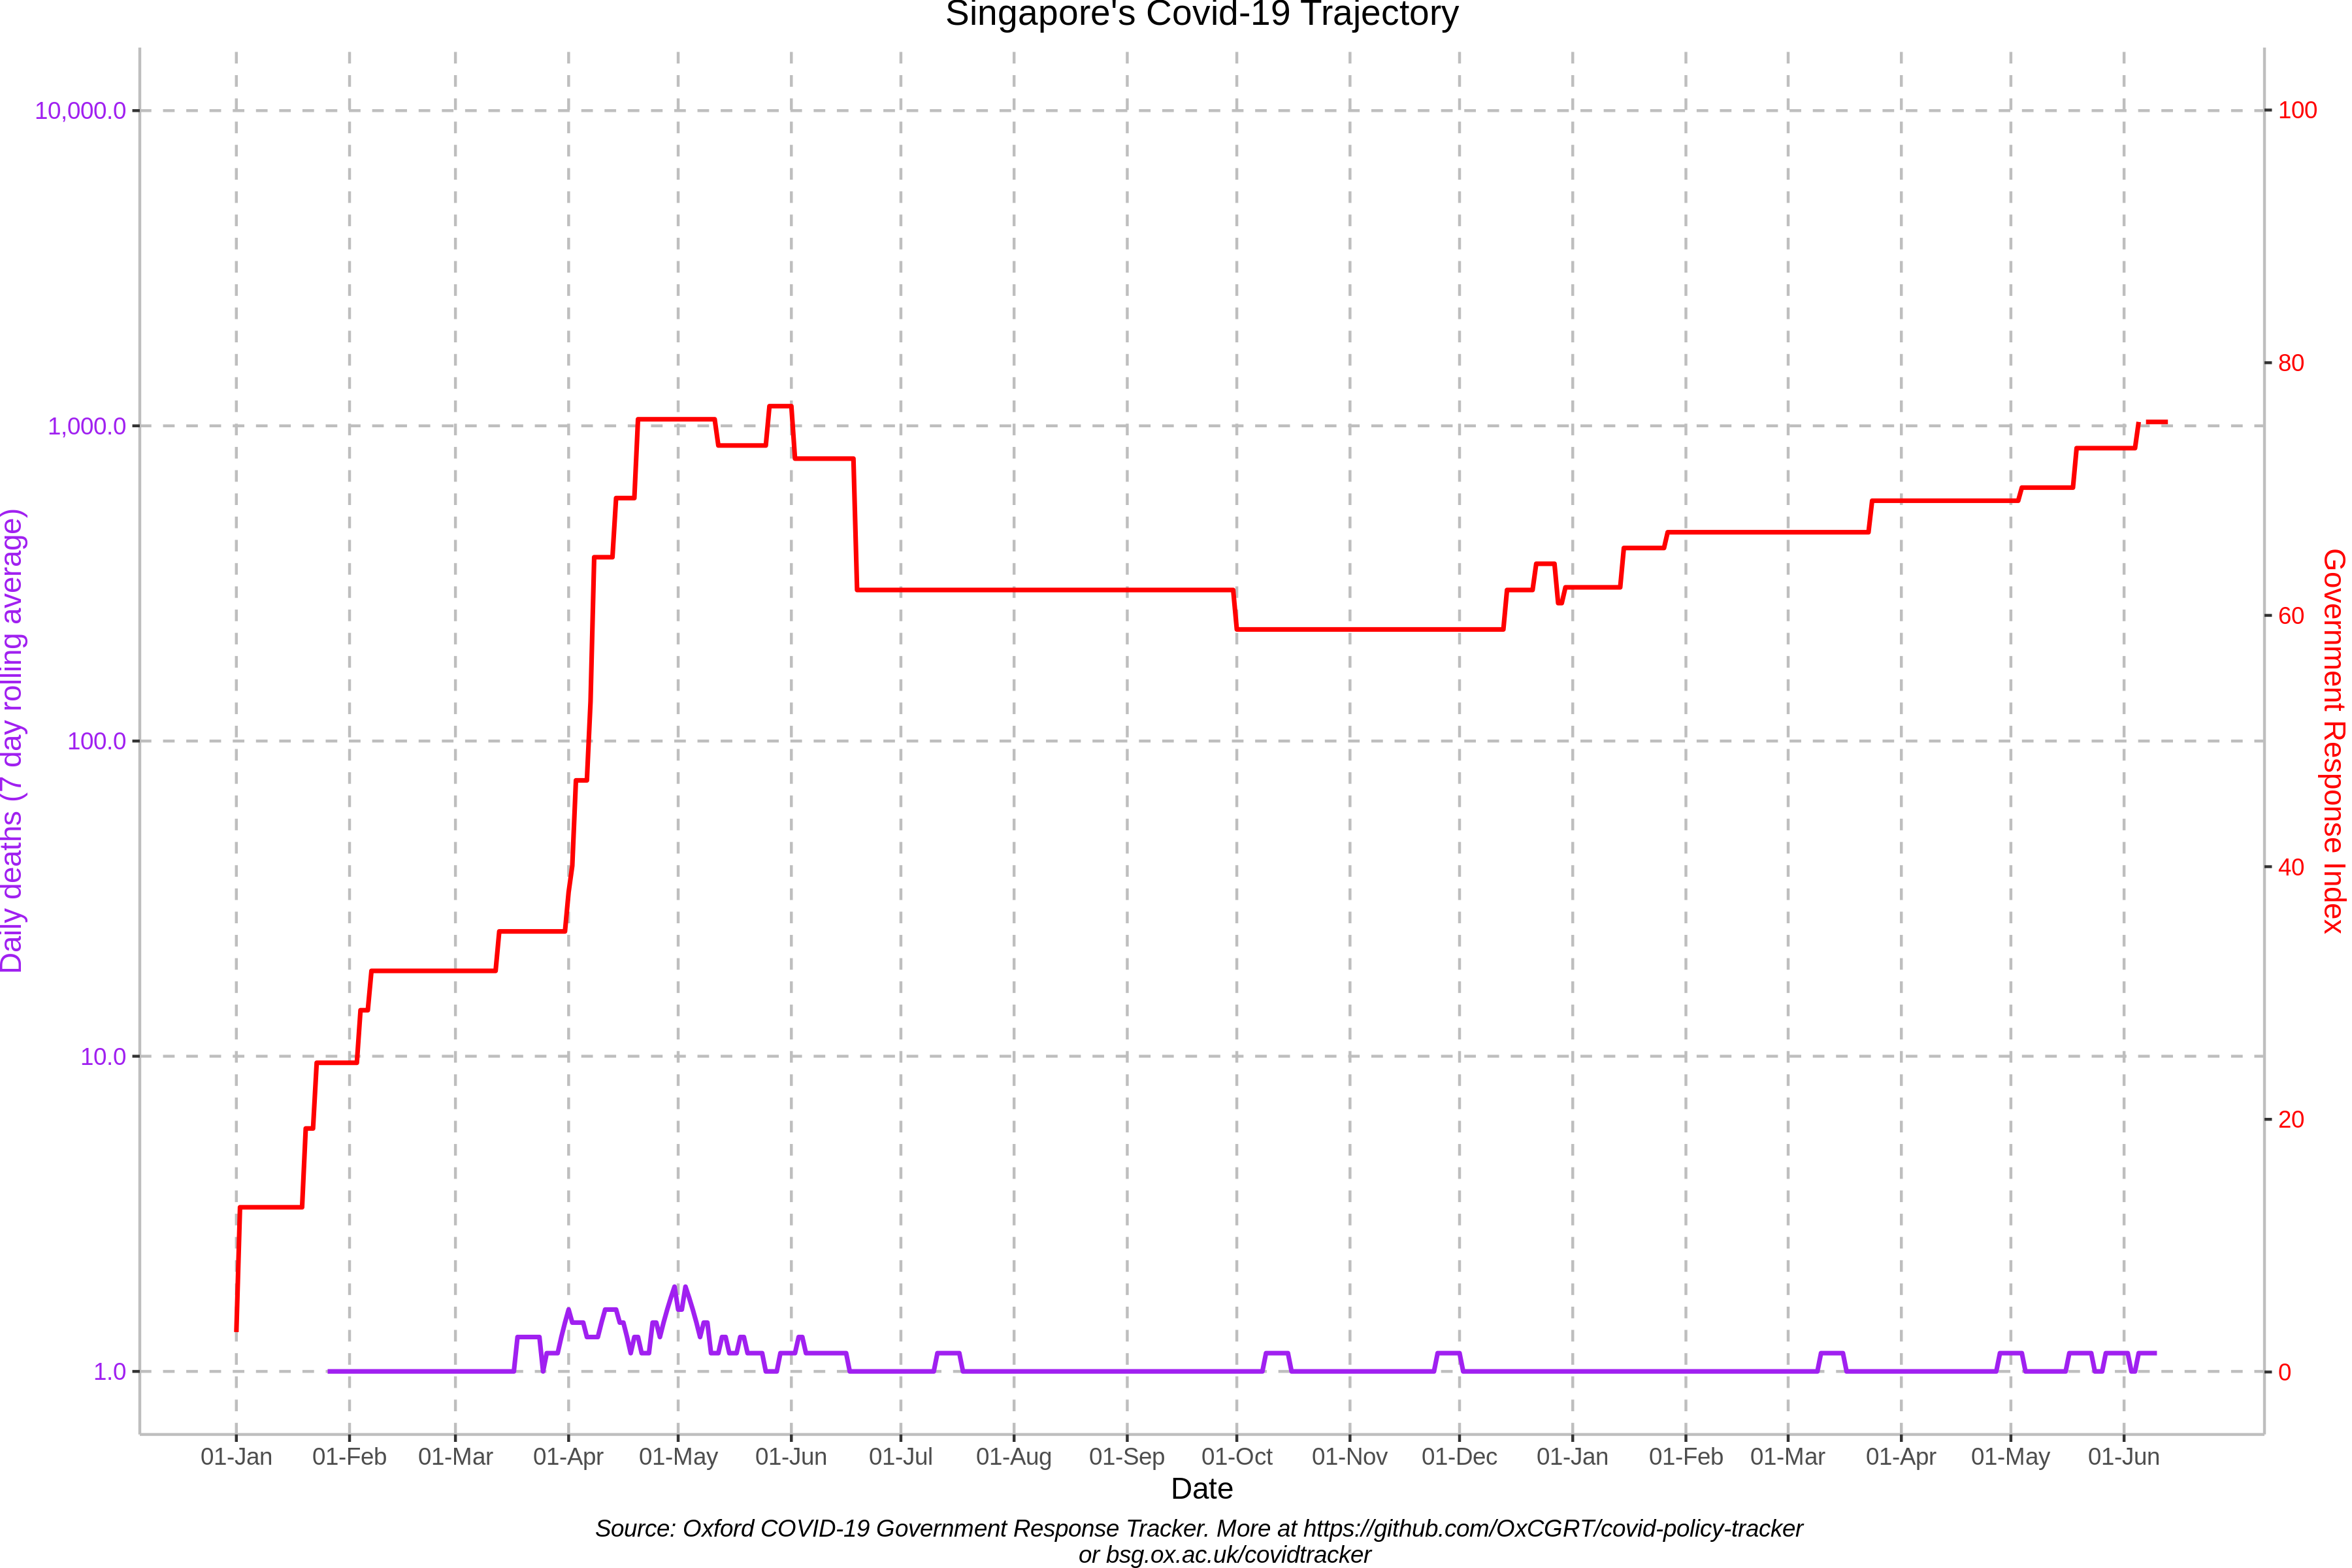 Singapore's Covid-19 Trajectory
Daily deaths (7 day rolling average)
10,000.0
1,000.0
100.0
10.0
1.0
100
80
60
40
20
0
Government Response Index
01-Jan 01-Feb 01-Mar 01-Apr 01-May 01-Jun 01-Jul 01-Aug 01-Sep 01-Oct 01-Nov 01-Dec 01-Jan 01-Feb 01-Mar 01-Apr 01-May 01-Jun
Date
Source: Oxford COVID-19 Government Response Tracker. More at https://github.com/OxCGRT/covid-policy-tracker
or bsg.ox.ac.uk/covidtracker